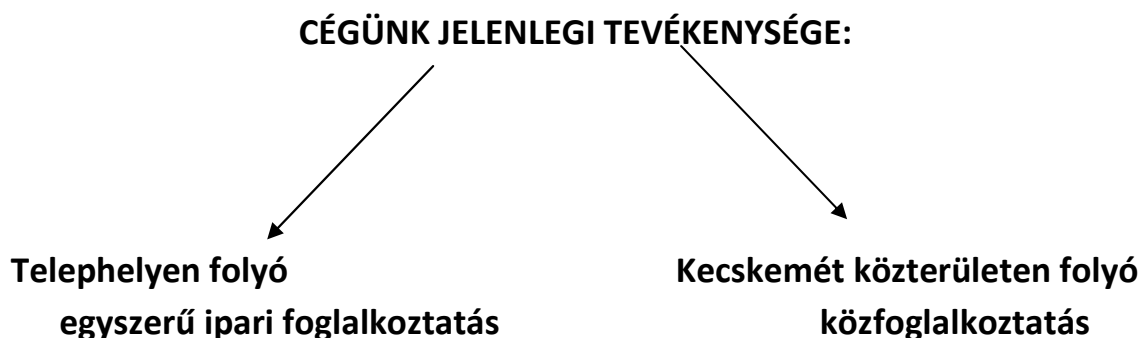 CÉGÜNK JELENLEGI TEVÉKENYSÉGE:
Telephelyen folyó
egyszerű ipari foglalkoztatás
Kecskemét közterületen folyó
közfoglalkoztatás